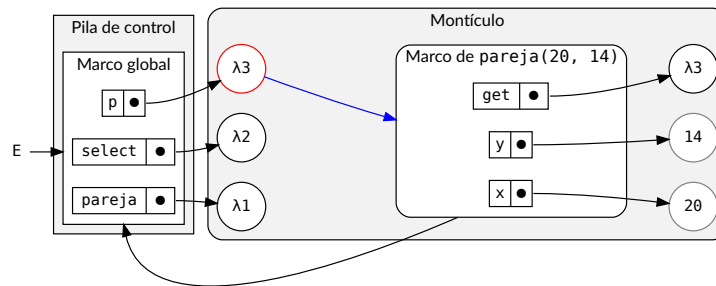 Pila de control
Montículo
Marco global
Marco de pareja(20, 14)
λ3
λ3
p
get
E
select
λ2
y
14
pareja
λ1
x
20